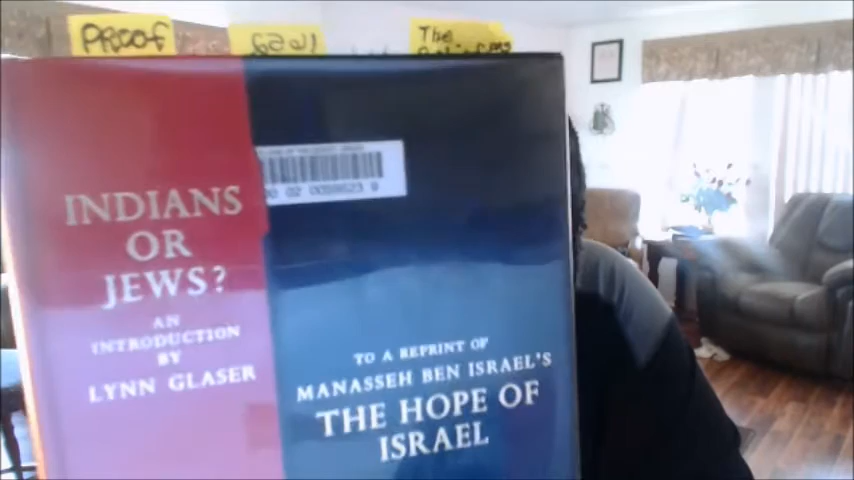 PROOF
The
INDIANS
OR
JEWS?
AN
INTRODUCTION
BY
LYNN GLASER
TO A REPRINT OF
MANASSEH BEN ISRAEL'S
THE HOPE OF
ISRAEL